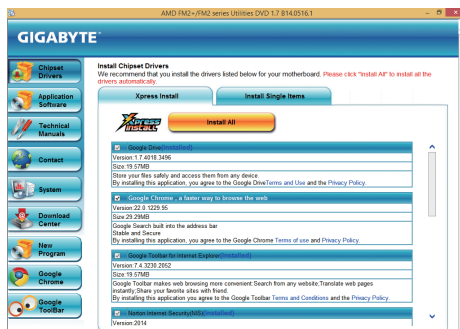 AMD FM2+/FM2 series Utilities DVD 1.7 B14.0516.1
GIGABYTE™
Chipset
Drivers
Application
Software
Technical
Manuals
Contact
System
Download
Center
New
Program
Google
Chrome
Google
ToolBar
Install Chipset Drivers
We recommend that you install the drivers listed below for your motherboard. Please click "Install All" to install all the
drivers automatically.
Xpress Install
Install Single Items
Xpress
INSTALL
Install All
Google Drive(Installed)
Version:1.7.4018.3496
Size:19.57MB
Store your files safely and access them from any device.
By installing this application, you agree to the Google DriveTerms and Use and the Privacy Policy.
Google Chrome , a faster way to browse the web
Version:22.0.1229.95
Size:29.29MB
Google Search built into the address bar
Stable and Secure
By installing this application, you agree to the Google Chrome Terms of use and Privacy Policy.
Google Toolbar for Internet Explorer(Installed)
Version:7.4.3230.2052
Size:19.57MB
Google Toolbar makes web browsing more convenient:Search from any website;Translate web pages
instantly;Share your favorite sites with friend.
By installing this application you agree to the Google Toolbar Terms and Conditions and the Privacy Policy.
Norton Internet Security(NIS)(Installed)
Version:2014